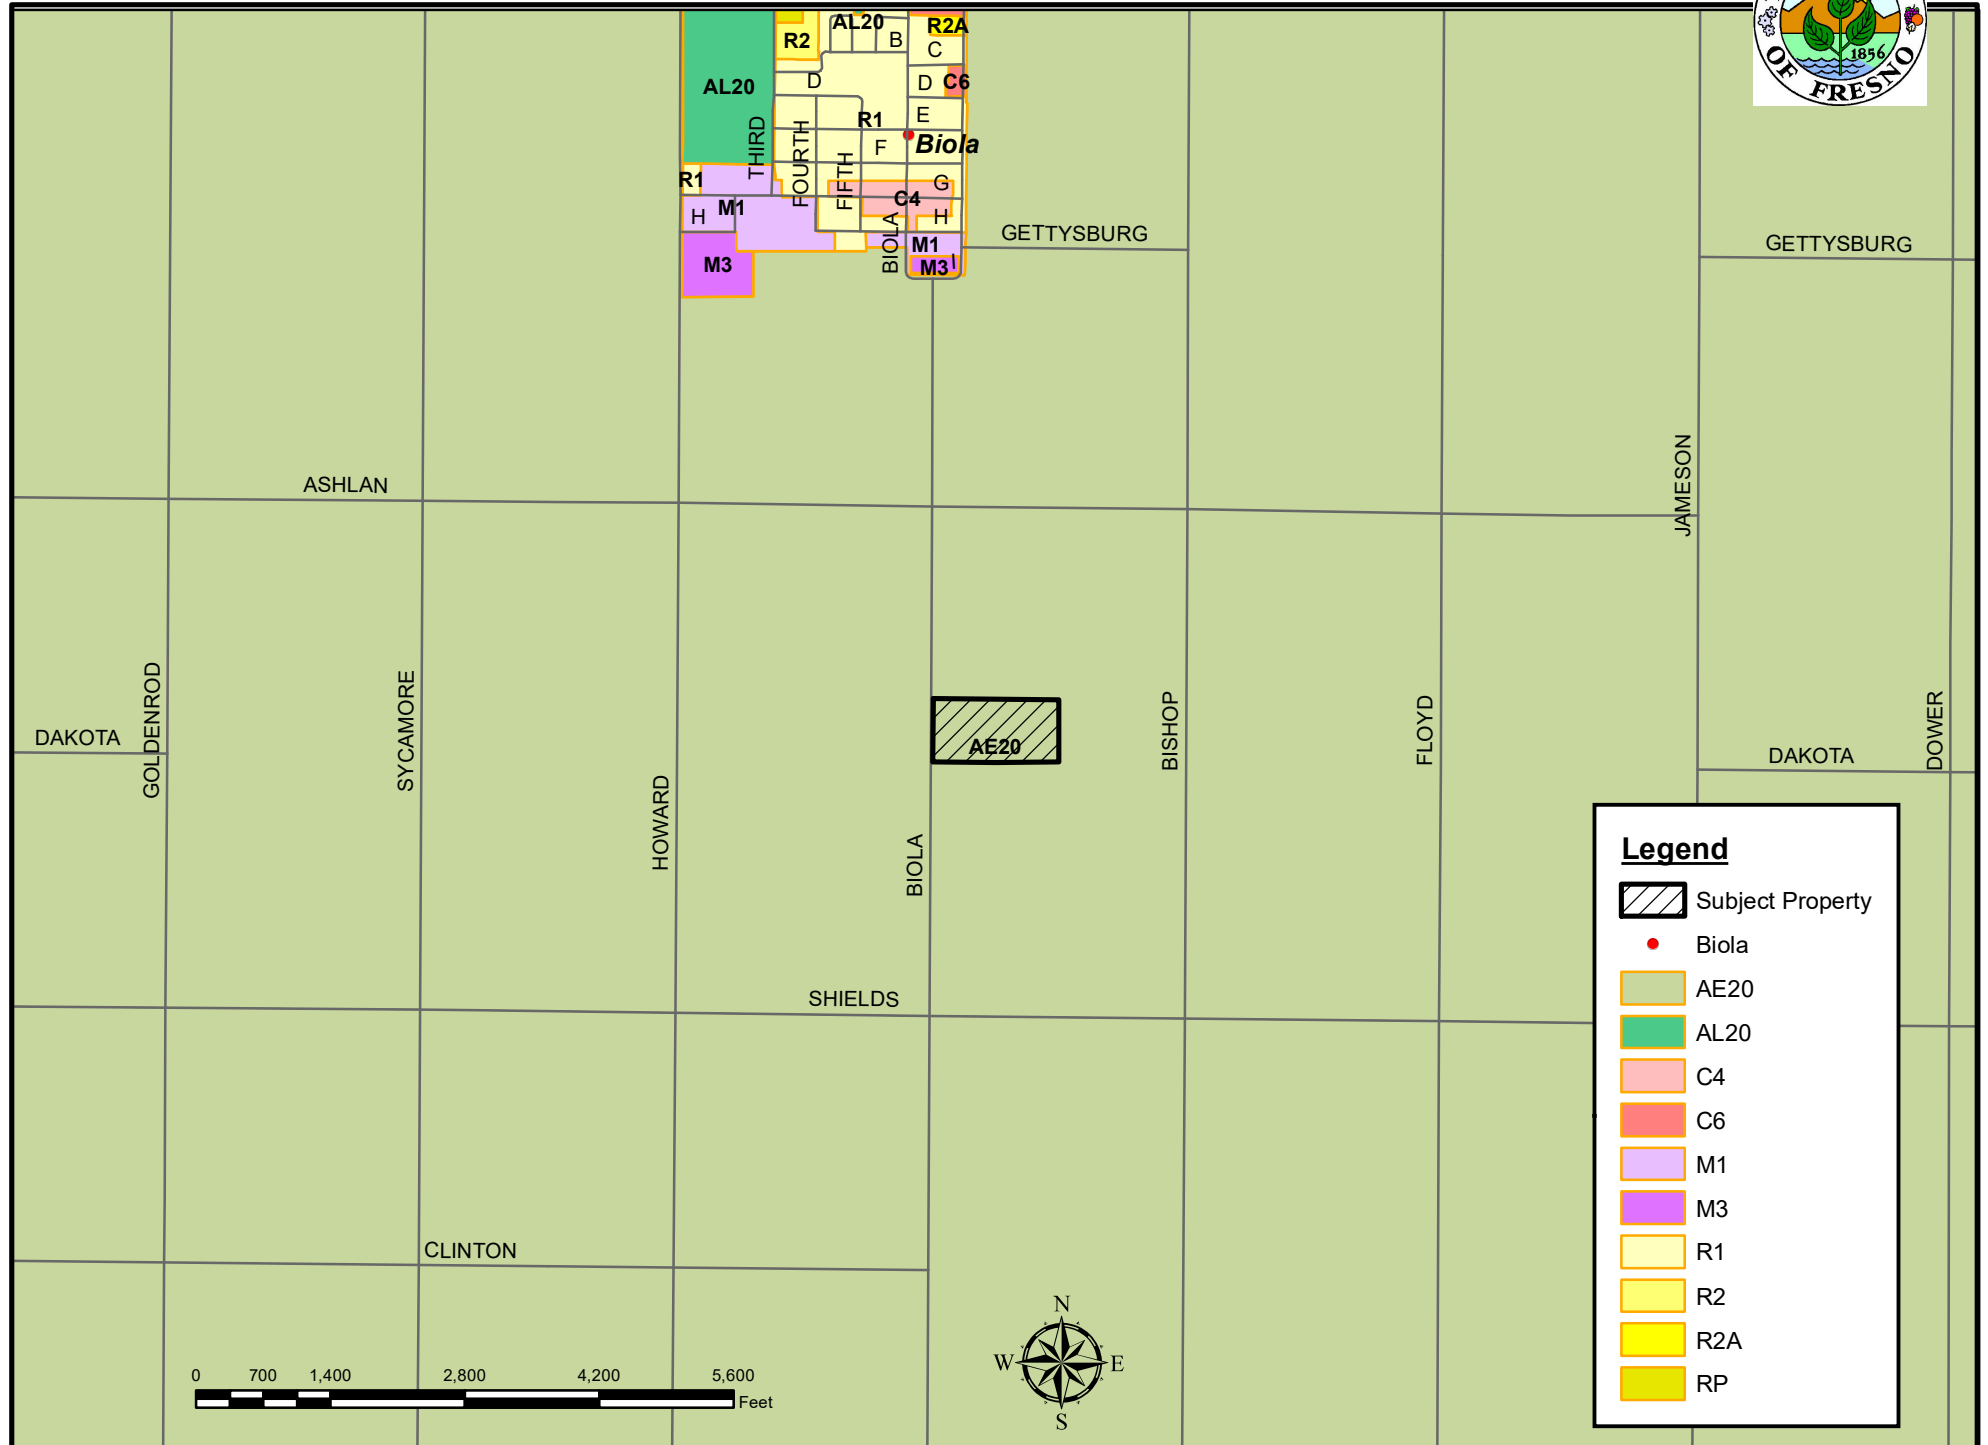 AL20
R2A
R2
B
C
1856
OF FRESNO
D
D
C6
AL20
E
R1
Biola
THIRD
FOURTH
F
FIFTH
R1
G
C4
M1
H
H
BIOLA
GETTYSBURG
M1
GETTYSBURG
M3
M3
I
ASHLAN
JAMESON
GOLDENROD
SYCAMORE
BISHOP
FLOYD
DOWER
DAKOTA
AE20
DAKOTA
HOWARD
BIOLA
SHIELDS
CLINTON
Legend
Subject Property
Biola
AE20
AL20
C4
C6
M1
M3
R1
R2
R2A
RP
N
W E
S
0 700 1,400 2,800 4,200 5,600
Feet